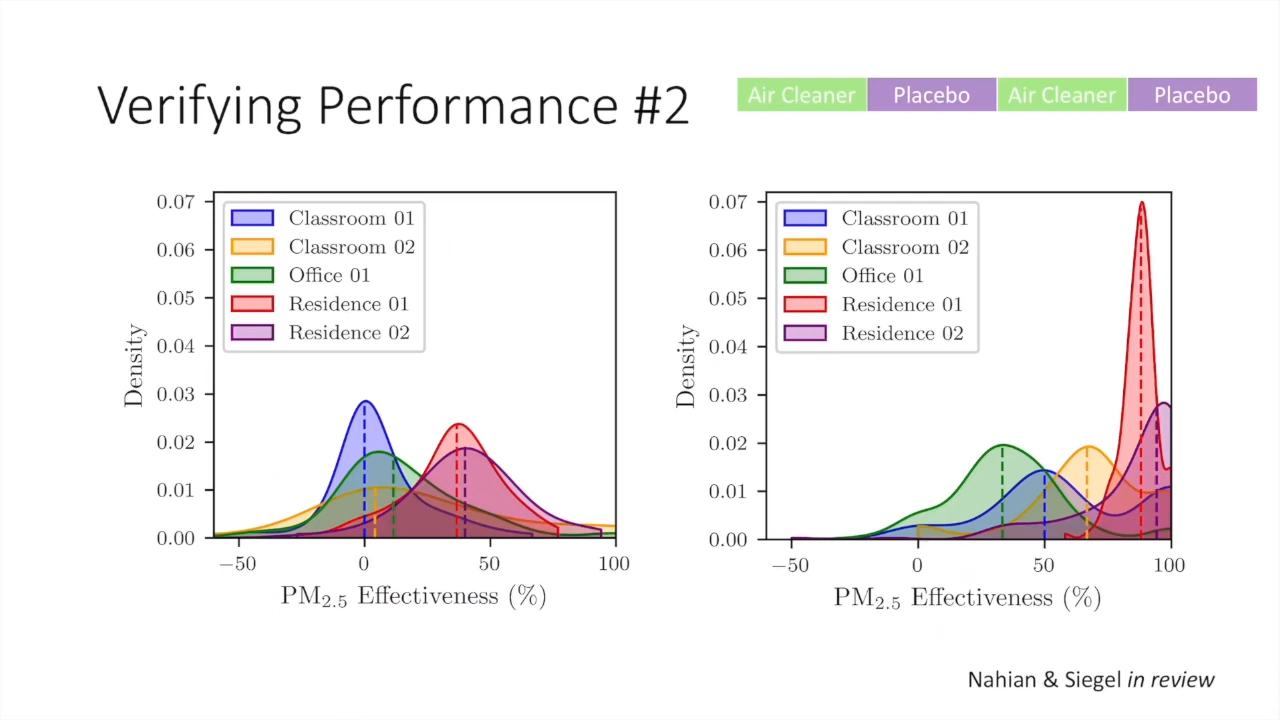 Verifying Performance #2
Air Cleaner Placebo Air Cleaner Placebo
0.07
0.06
0.05
0.04
0.03
0.02
0.01
0.00
Density
Classroom 01
Classroom 02
Office 01
Residence 01
Residence 02
−50 0 50 100
PM2.5 Effectiveness (%)
0.07
0.06
0.05
0.04
0.03
0.02
0.01
0.00
Density
Classroom 01
Classroom 02
Office 01
Residence 01
Residence 02
−50 0 50 100
PM2.5 Effectiveness (%)
Nahian & Siegel in review